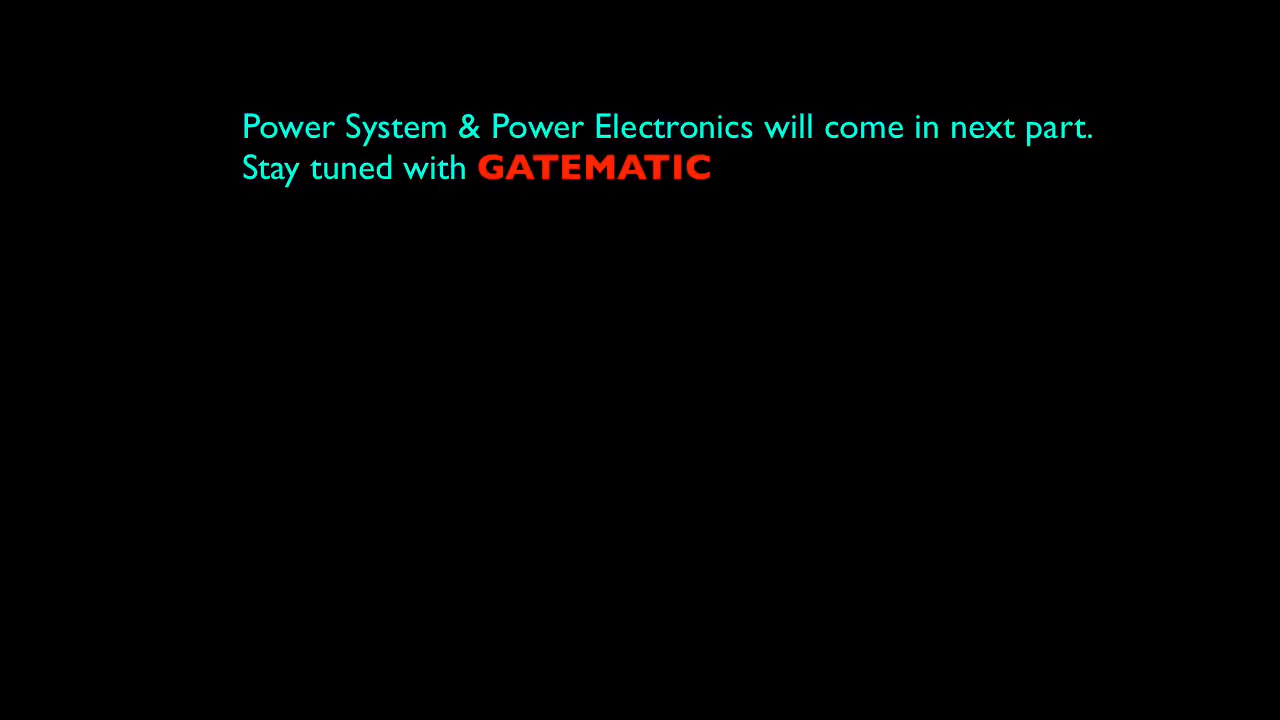 Power System & Power Electronics will come in next part.
Stay tuned with GATEMATIC